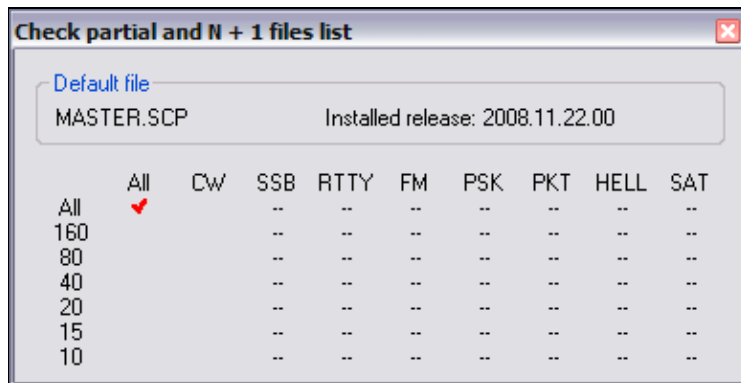 Check partial and N + 1 files list
Default file
MASTER.SCP Installed release: 2008.11.22.00
All CW SSB RTTY FM PSK PKT HELL SAT
All -- -- -- -- -- -- --
160 -- -- -- -- -- -- --
80 -- -- -- -- -- -- --
40 -- -- -- -- -- -- --
20 -- -- -- -- -- -- --
15 -- -- -- -- -- -- --
10 -- -- -- -- -- -- --